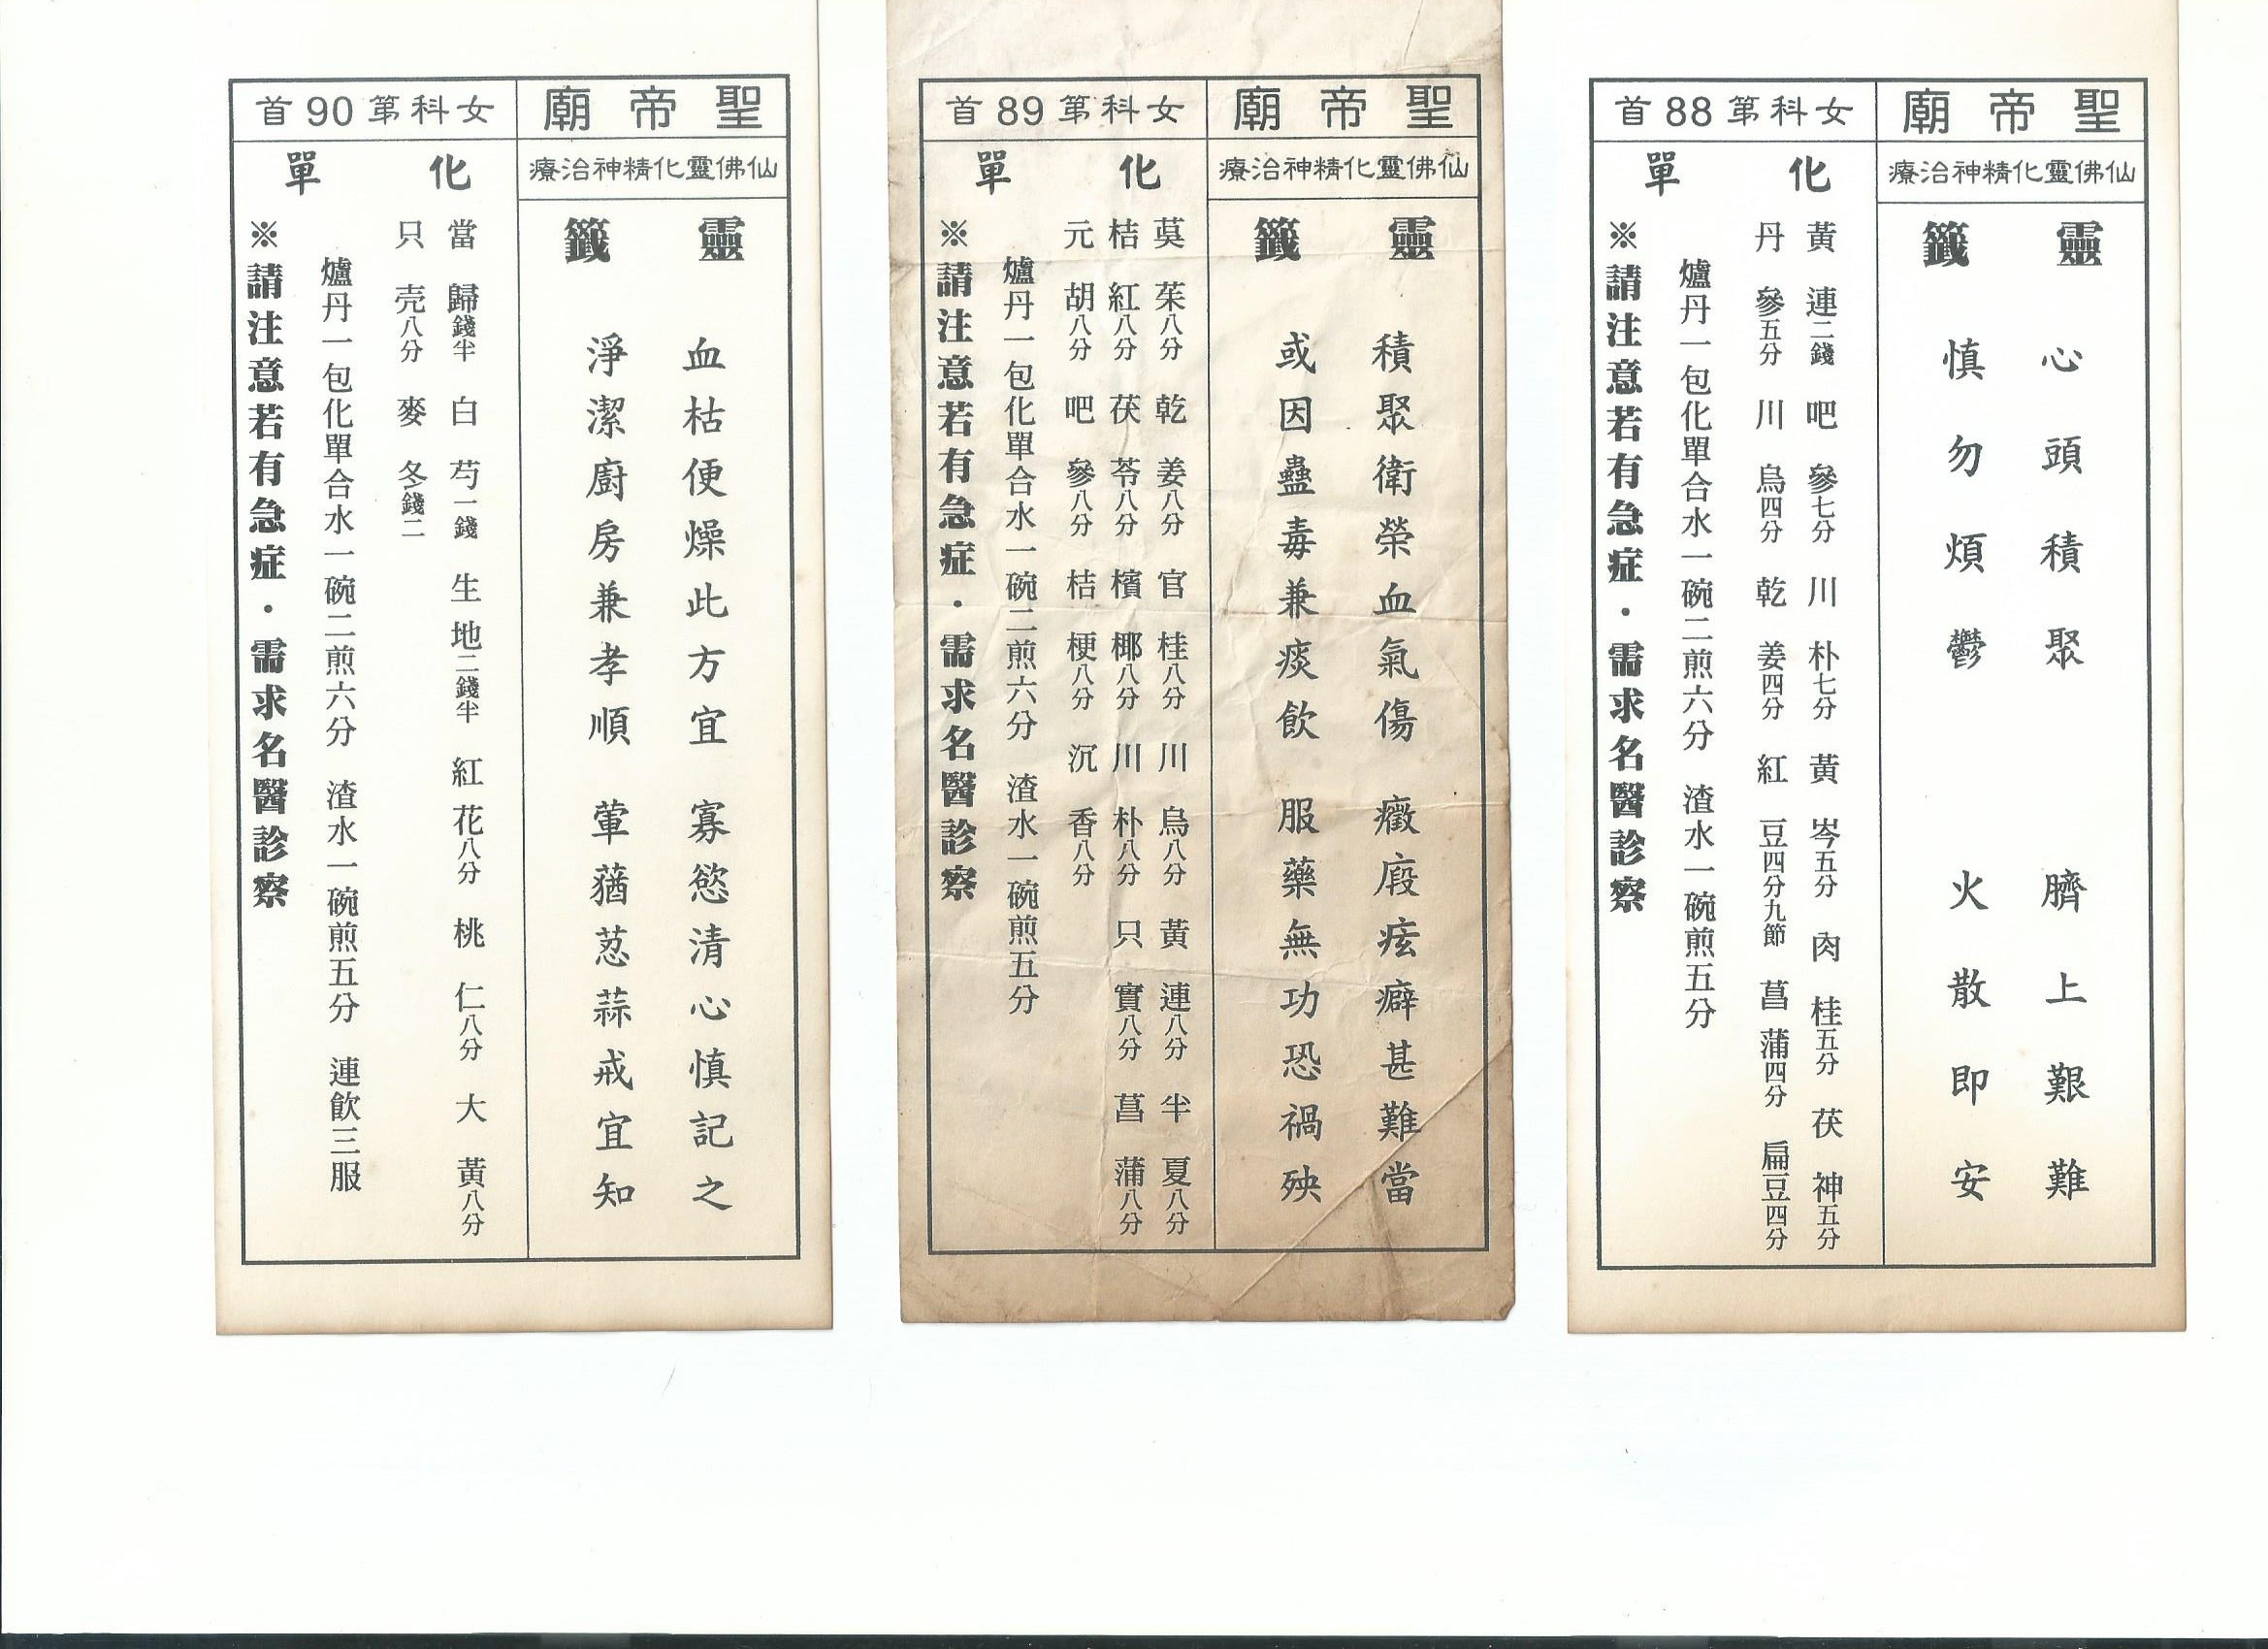 聖帝廟
女科第88首
仙佛靈化精神治療
靈籤
心頭積聚 臍上艱難
慎勿煩鬱 火散即安
化單
黃連二錢 吧參七分 川朴七分 黃岑五分 肉桂五分 茯神五分
丹參五分 川烏四分 乾姜四分 紅豆四分九節 菖蒲四分 扁豆四分
爐丹一包化單合水一碗二煎六分 渣水一碗煎五分
※請注意若有急症·需求名醫診察
聖帝廟
女科第89首
仙佛靈化精神治療
靈籤
積聚衛榮血氣傷 癥廄痃癖甚難當
或因蠱毒兼痰飲 服藥無功恐禍殃
化單
萸茱八分 乾姜八分 官桂八分 川烏八分 黃連八分 半夏八分
桔紅八分 茯苓八分 檳榔八分 川朴八分 只實八分 菖蒲八分
元胡八分 吧參八分 桔梗八分 沉香八分
爐丹一包化單合水一碗二煎六分 渣水一碗煎五分
※請注意若有急症·需求名醫診察
聖帝廟
女科第90首
仙佛靈化精神治療
靈籤
血枯便燥此方宜 寡慾清心慎記之
淨潔廚房兼孝順 葷蕕葱蒜戒宜知
化單
當歸錢半 白芍一錢 生地二錢半 紅花八分 桃仁八分 大黃八分
只壳八分 麥冬錢二
爐丹一包化單合水一碗二煎六分 渣水一碗煎五分 連飲三服
※請注意若有急症·需求名醫診察